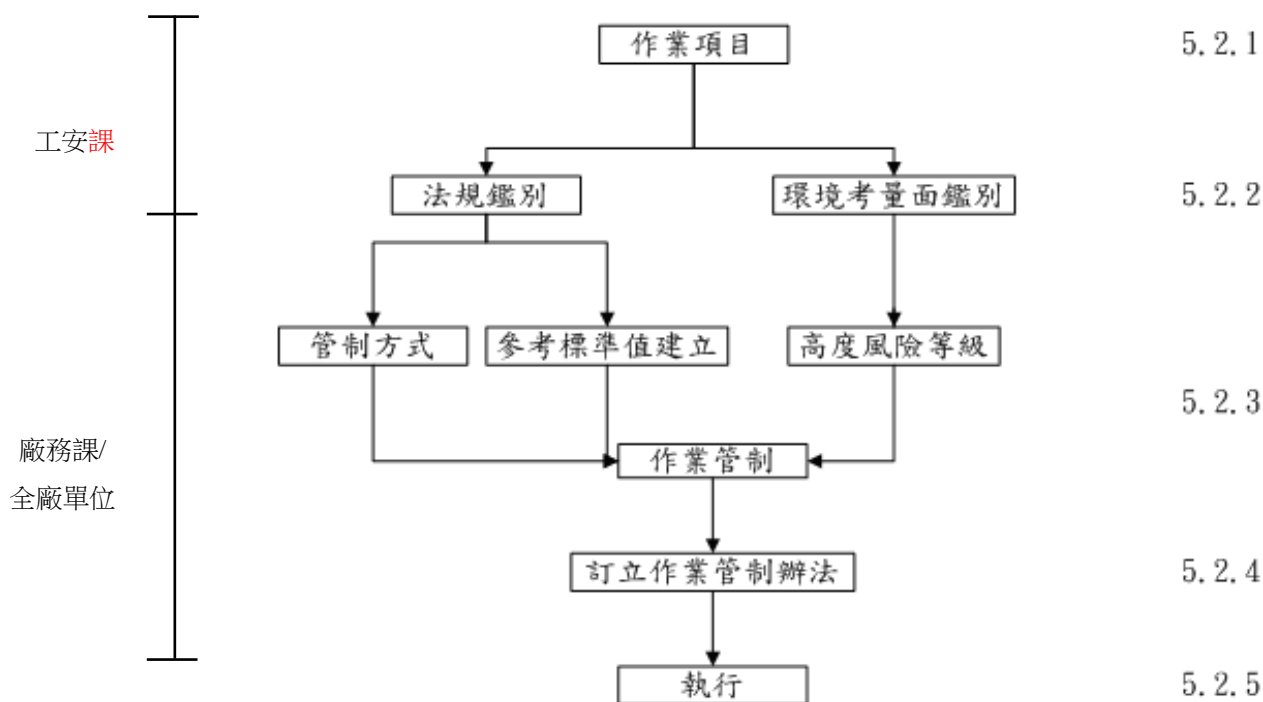 作業項目
5.2.1
工安課
法規鑑別
環境考量面鑑別
5.2.2
管制方式
參考標準值建立
高度風險等級
5.2.3
廠務課/
全廠單位
作業管制
訂立作業管制辦法
5.2.4
執行
5.2.5